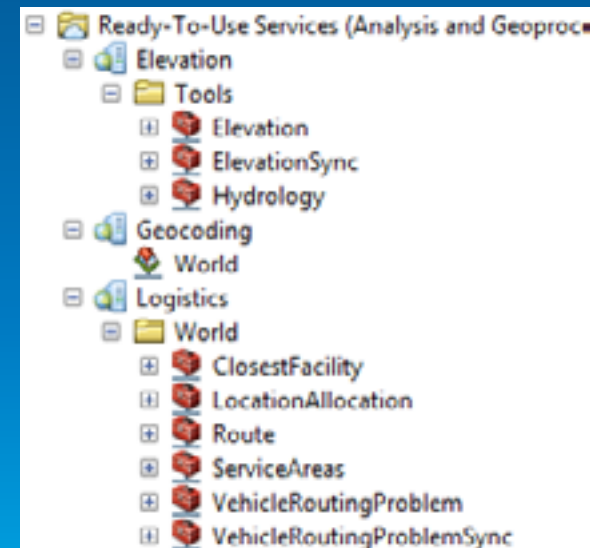 Ready-To-Use Services (Analysis and Geoproc
Elevation
Tools
Elevation
ElevationSync
Hydrology
Geocoding
World
Logistics
World
ClosestFacility
LocationAllocation
Route
ServiceAreas
VehicleRoutingProblem
VehicleRoutingProblemSync